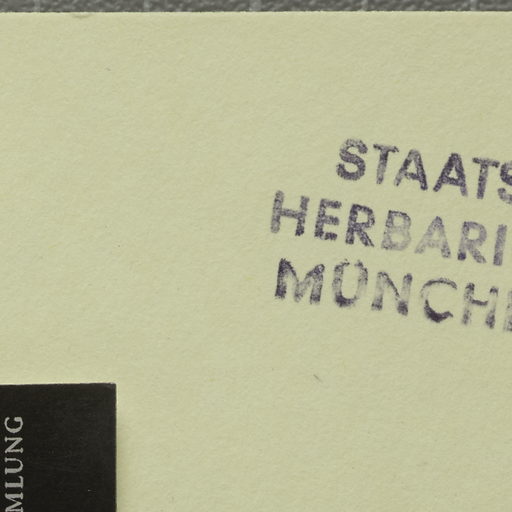 STAATS
HERBARI
MÜNCHE
MLUNG